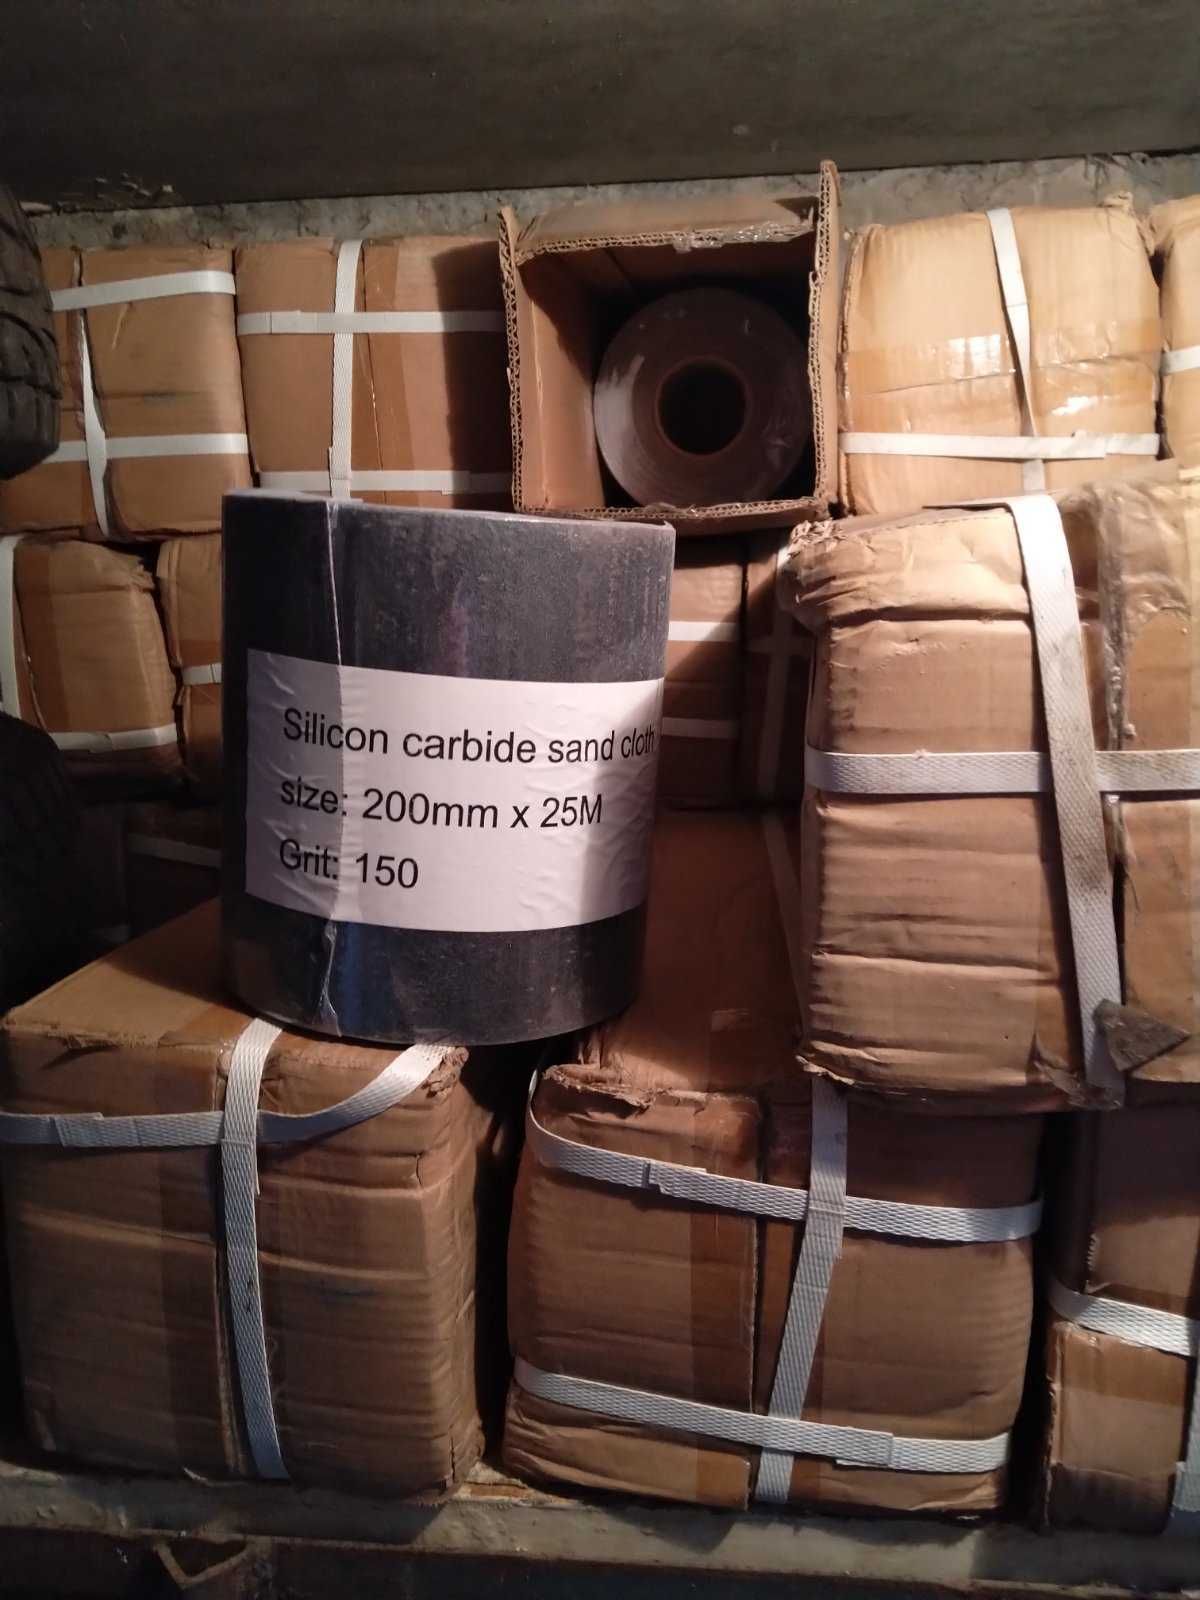 Silicon carbide sand cloth
size: 200mm x 25M
Grit: 150